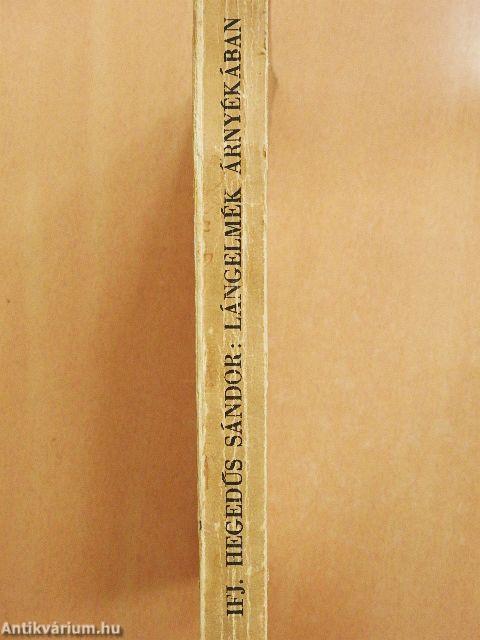 IFJ. HEGEDŰS SÁNDOR: LÁNGELMÉK ÁRNYÉKÁBAN
Antikvárium.hu